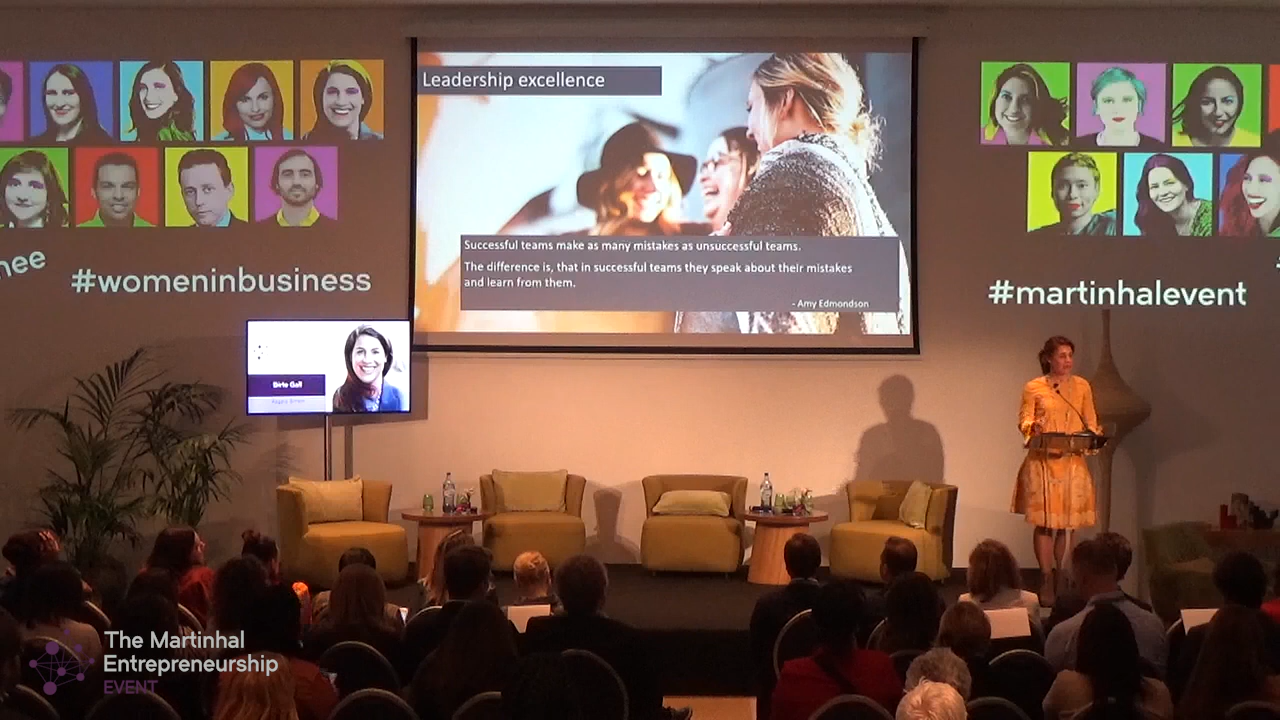 Leadership excellence
Successful teams make as many mistakes as unsuccessful teams.
The difference is, that in successful teams they speak about their mistakes
and learn from them.
- Amy Edmondson
nee
#womeninbusiness
#martinhalevent
Birte Gall
The Martinhal
Entrepreneurship
EVENT